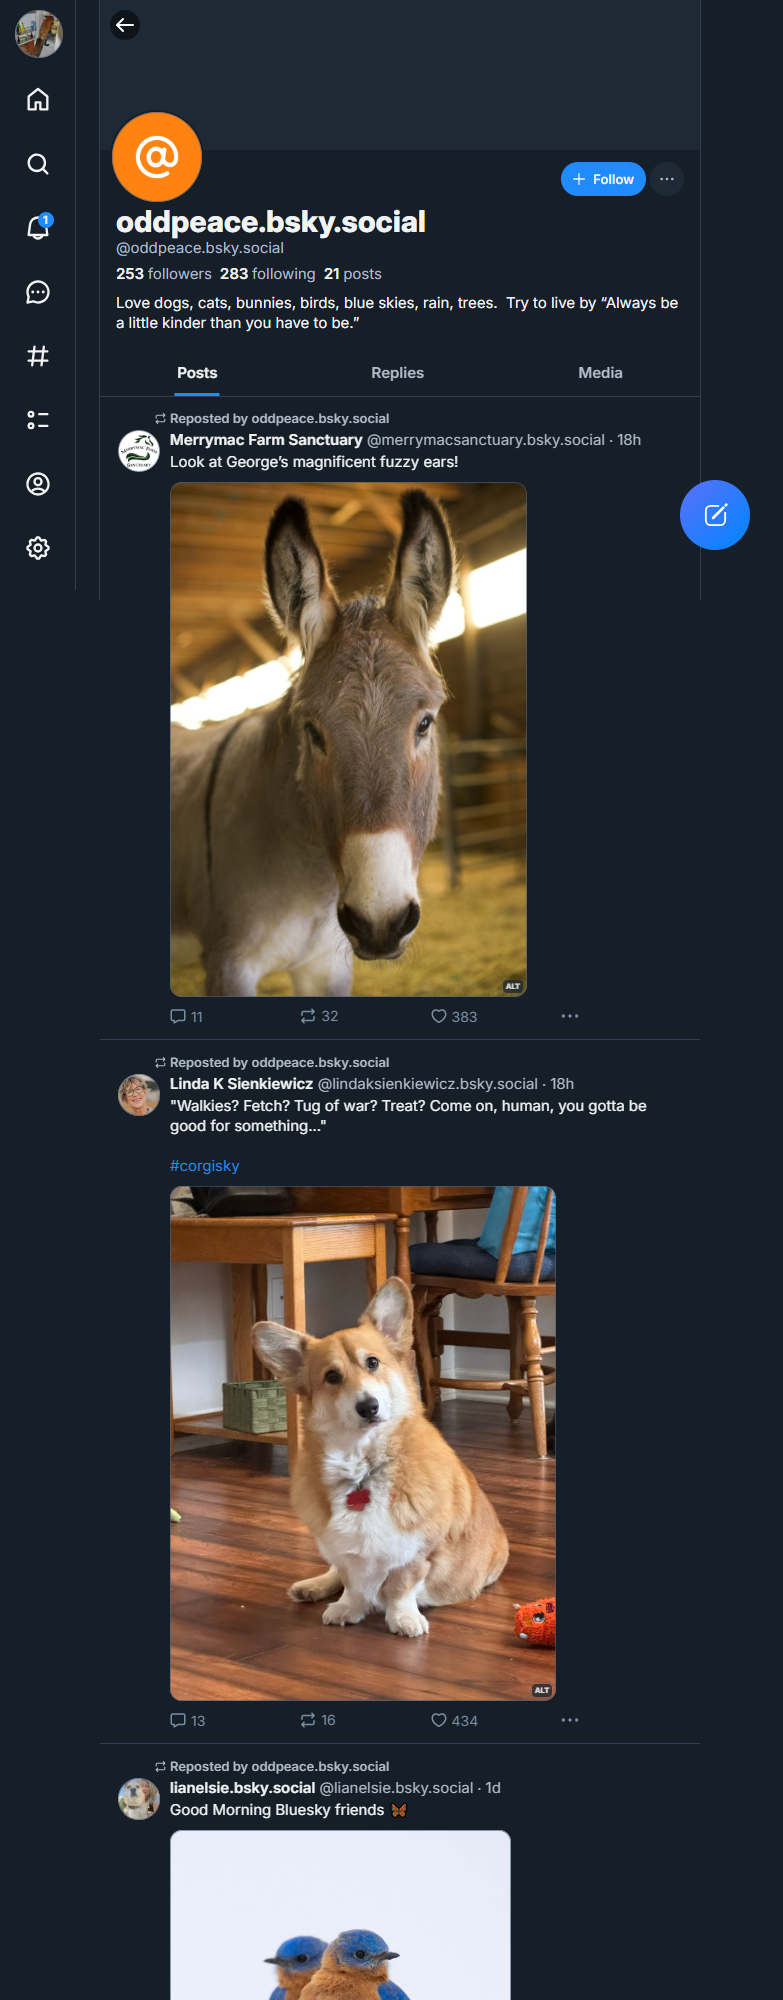 1
@
+ Follow
oddpeace.bsky.social
@oddpeace.bsky.social
253 followers 283 following 21 posts
Love dogs, cats, bunnies, birds, blue skies, rain, trees.  Try to live by “Always be
a little kinder than you have to be.”
Posts Replies Media
Reposted by oddpeace.bsky.social
Merrymac Farm Sanctuary @merrymacsanctuary.bsky.social · 18h
Look at George’s magnificent fuzzy ears!
MERRYMAC FARM
SANCTUARY
ALT
11 32 383
Reposted by oddpeace.bsky.social
Linda K Sienkiewicz @lindaksienkiewicz.bsky.social · 18h
"Walkies? Fetch? Tug of war? Treat? Come on, human, you gotta be
good for something..."
#corgisky
ALT
13 16 434
Reposted by oddpeace.bsky.social
lianelsie.bsky.social @lianelsie.bsky.social · 1d
Good Morning Bluesky friends 🦋